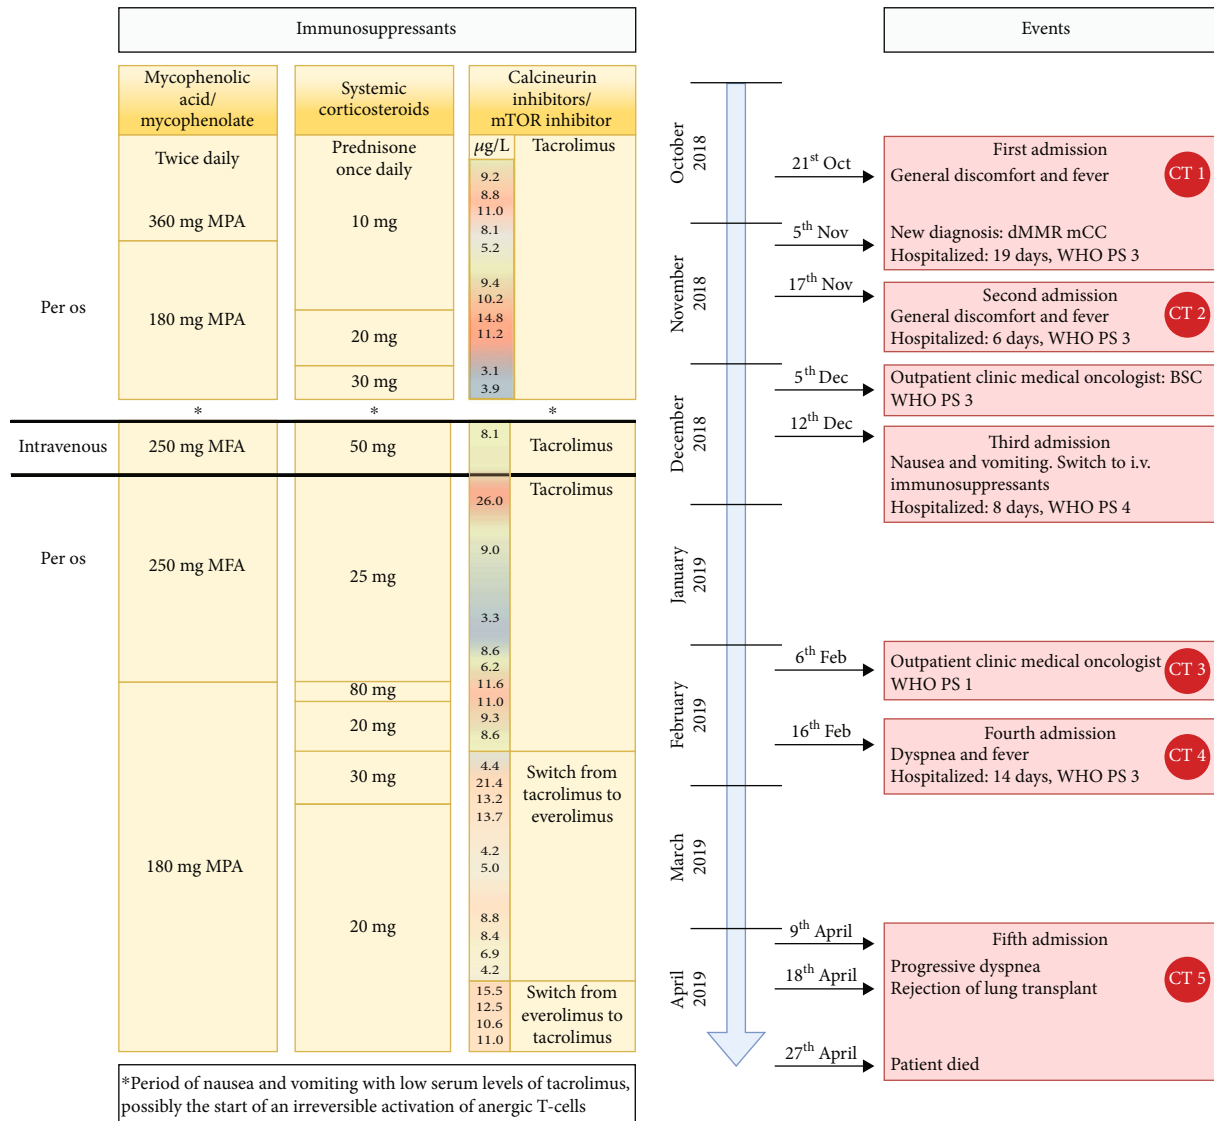 Immunosuppressants
Mycophenolic
acid/
mycophenolate
Systemic
corticosteroids
Calcineurin
inhibitors/
mTOR inhibitor
Per os
Twice daily
360 mg MPA
180 mg MPA
Prednisone
once daily
10 mg
20 mg
30 mg
μg/L
Tacrolimus
9.2
8.8
11.0
8.1
5.2
9.4
10.2
14.8
11.2
3.1
3.9
*
*
*
Intravenous
250 mg MFA
50 mg
8.1
Tacrolimus
Per os
250 mg MFA
180 mg MPA
25 mg
80 mg
20 mg
30 mg
20 mg
Tacrolimus
26.0
9.0
3.3
8.6
6.2
11.6
11.0
9.3
8.6
4.4
21.4
13.2
13.7
4.2
5.0
8.8
8.4
6.9
4.2
Switch from
tacrolimus to
everolimus
15.5
12.5
10.6
11.0
Switch from
everolimus to
tacrolimus
*Period of nausea and vomiting with low serum levels of tacrolimus,
possibly the start of an irreversible activation of anergic T-cells
October
2018
November
2018
December
2018
January
2019
February
2019
March
2019
April
2019
Events
21st Oct
First admission
General discomfort and fever
CT 1
5th Nov
New diagnosis: dMMR mCC
Hospitalized: 19 days, WHO PS 3
17th Nov
Second admission
General discomfort and fever
Hospitalized: 6 days, WHO PS 3
CT 2
5th Dec
Outpatient clinic medical oncologist: BSC
WHO PS 3
12th Dec
Third admission
Nausea and vomiting. Switch to i.v.
immunosuppressants
Hospitalized: 8 days, WHO PS 4
6th Feb
Outpatient clinic medical oncologist
WHO PS 1
CT 3
16th Feb
Fourth admission
Dyspnea and fever
Hospitalized: 14 days, WHO PS 3
CT 4
9th April
Fifth admission
Progressive dyspnea
18th April
Rejection of lung transplant
CT 5
27th April
Patient died